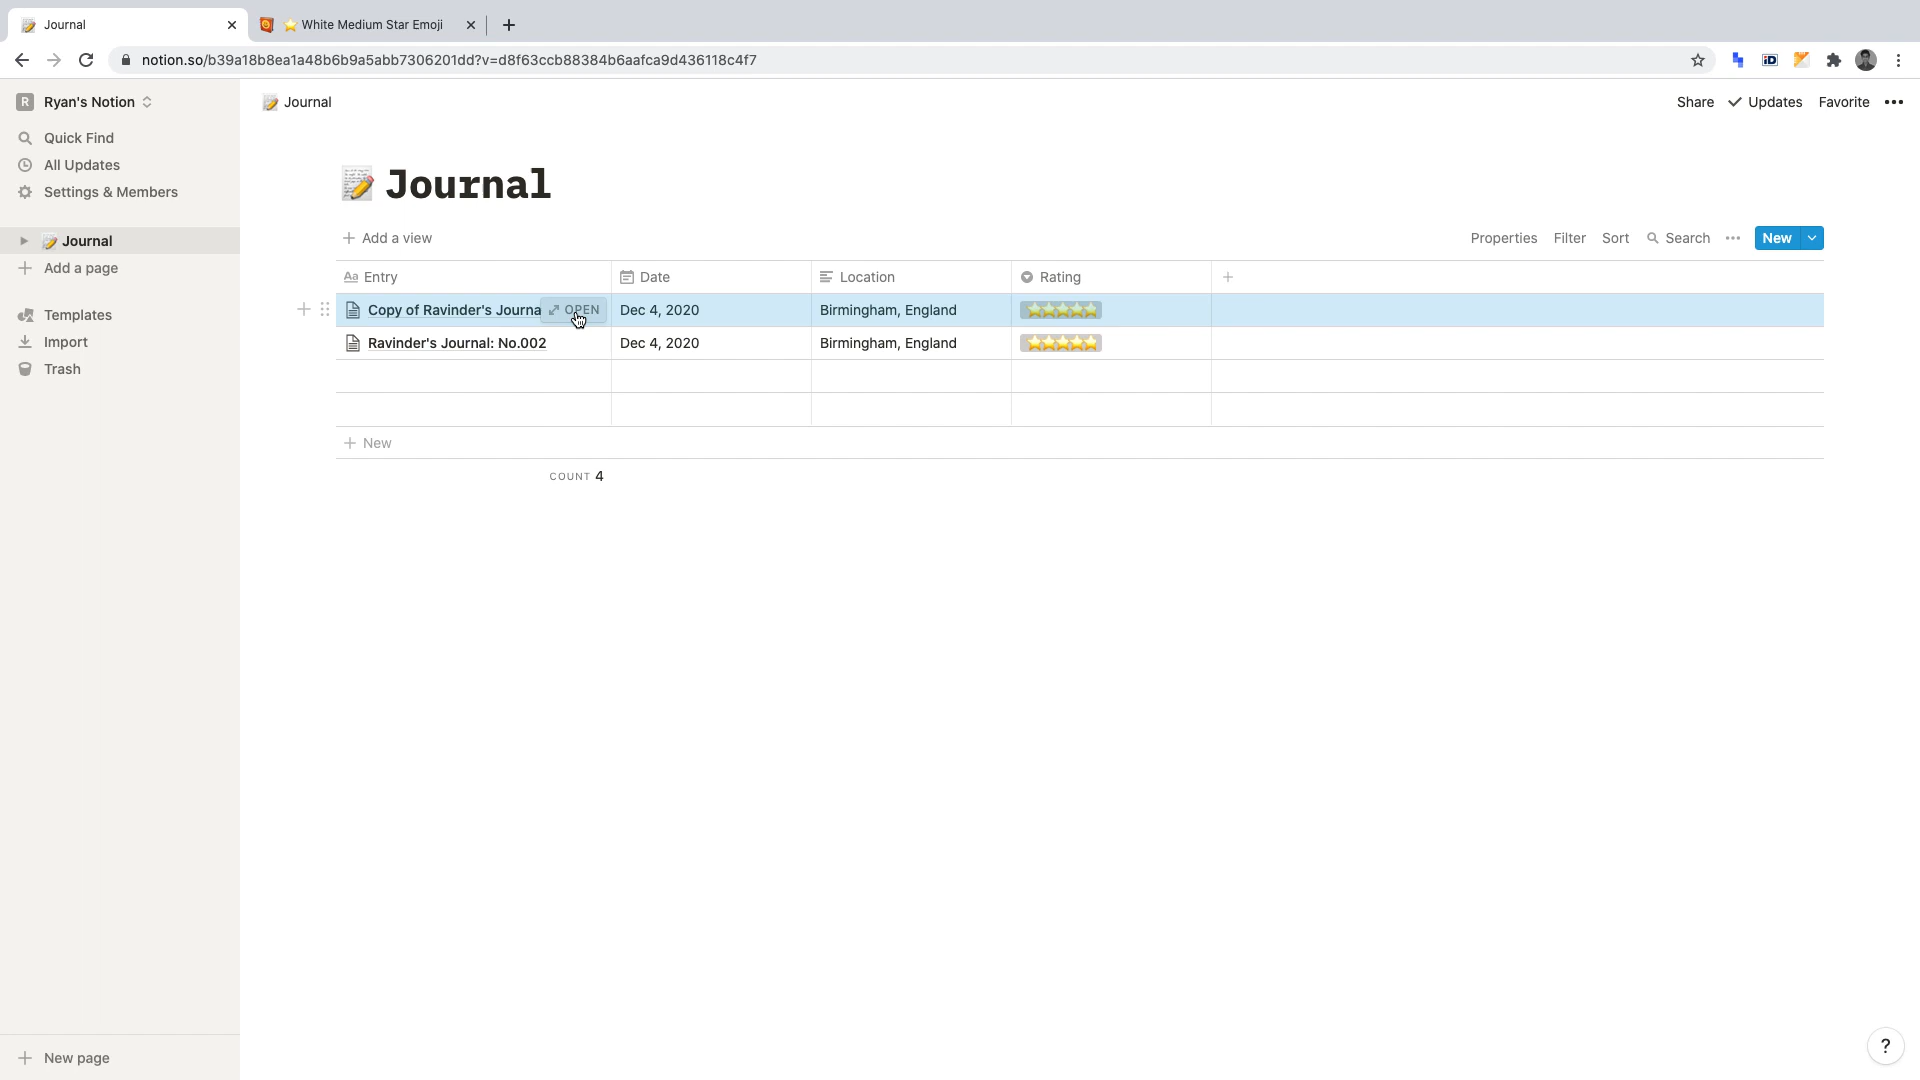 Journal
White Medium Star Emoji
notion.so/b39a18b8ea1a48b6b9a5abb7306201dd?v=d8f63ccb88384b6aafca9d436118c4f7
R Ryan's Notion
Journal
Share Updates Favorite
Quick Find
All Updates
Settings & Members
Journal
Add a page
Templates
Import
Trash
New page
Journal
Add a view
Properties Filter Sort Search New
Aa Entry Date Location Rating
Copy of Ravinder's Journa OPEN Dec 4, 2020 Birmingham, England ⭐⭐⭐⭐⭐
Ravinder's Journal: No.002 Dec 4, 2020 Birmingham, England ⭐⭐⭐⭐⭐
New
COUNT 4
?